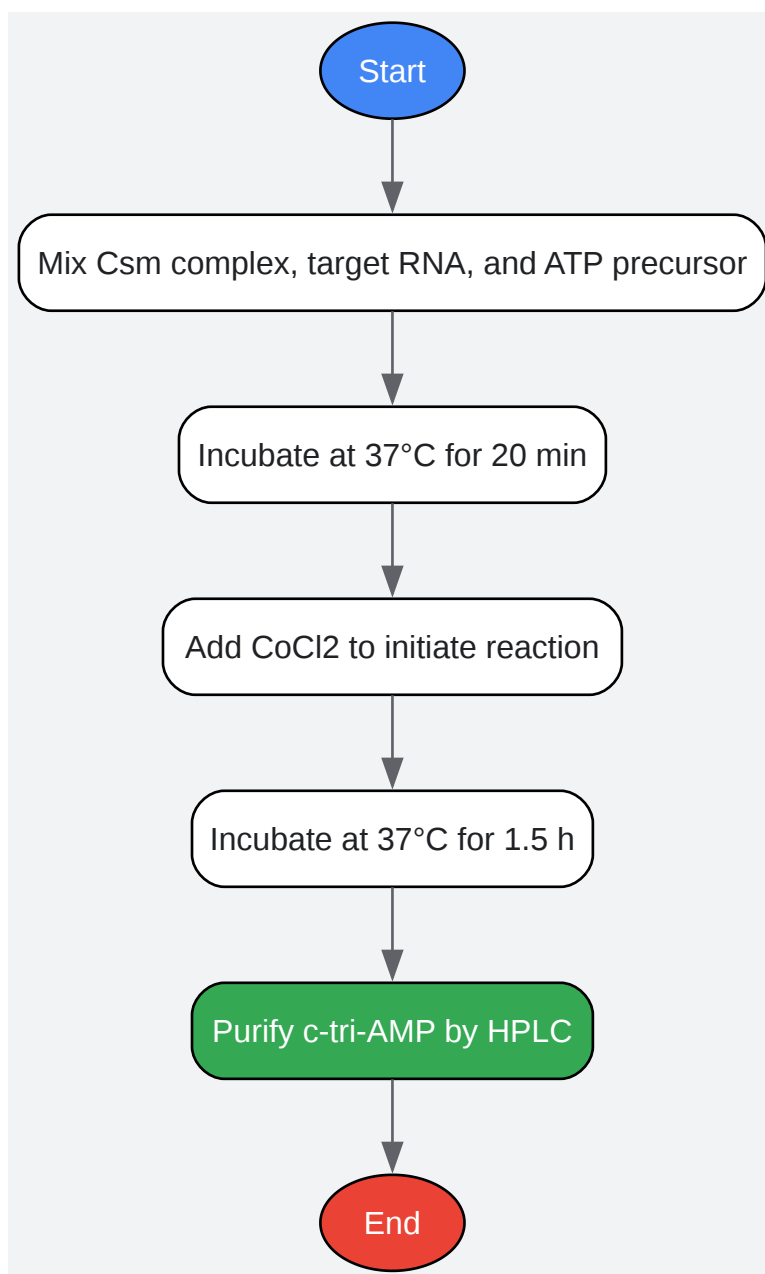 Start
Mix Csm complex, target RNA, and ATP precursor
Incubate at 37°C for 20 min
Add CoCl2 to initiate reaction
Incubate at 37°C for 1.5 h
Purify c-tri-AMP by HPLC
End